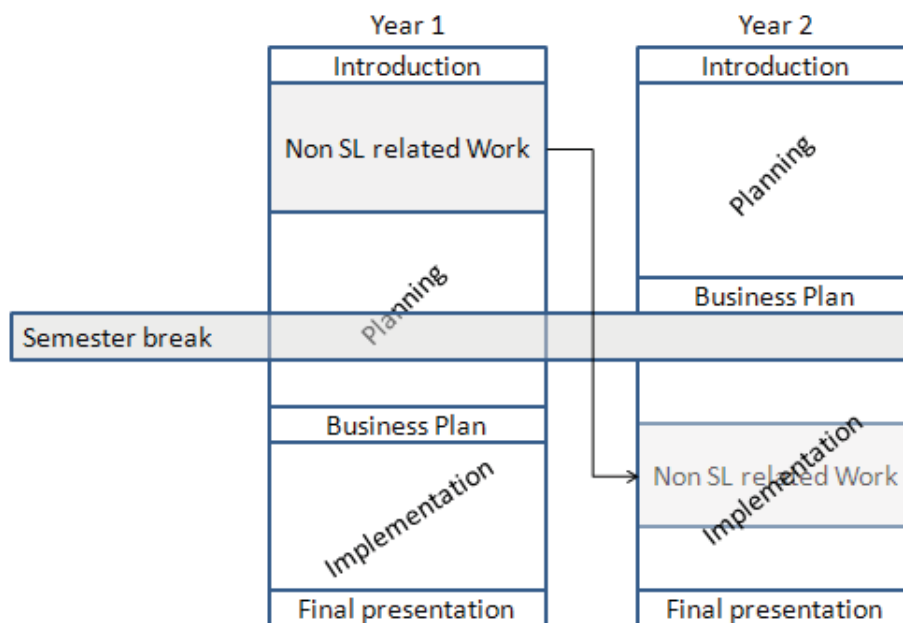 Year 1
Introduction
Non SL related Work
Planning
Semester break
Business Plan
Implementation
Final presentation
Year 2
Introduction
Planning
Business Plan
Non SL related Work
Implementation
Final presentation